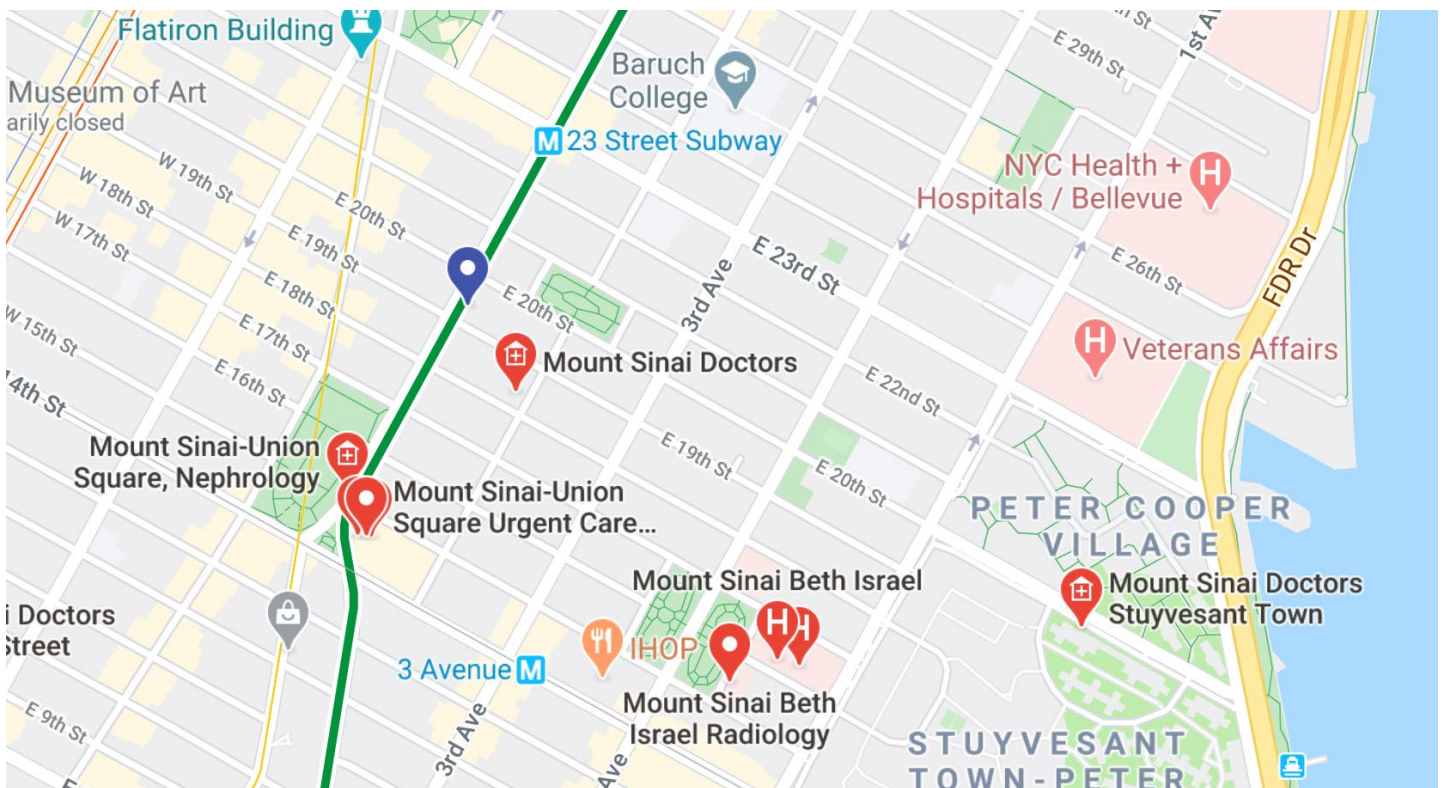 Flatiron Building
Museum of Art
arily closed
Baruch
College
23 Street Subway
E 29th St
1st A
NYC Health +
Hospitals / Bellevue
E 26th St
FDR Dr
W 19th St
W 18th St
W 17th St
W 15th St
14th St
E 20th St
E 19th St
E 18th St
E 17th St
E 16th St
E 20th St
3rd Ave
E 23rd St
Mount Sinai Doctors
Veterans Affairs
E 22nd St
E 19th St
E 20th St
Mount Sinai-Union
Square, Nephrology
Mount Sinai-Union
Square Urgent Care...
PETER COOPER
VILLAGE
Mount Sinai Beth Israel
Mount Sinai Doctors
Stuyvesant Town
i Doctors
Street
IHOP
3 Avenue
Mount Sinai Beth
Israel Radiology
E 9th St
3rd Ave
Ave
STUYVESANT
TOWN-PETER